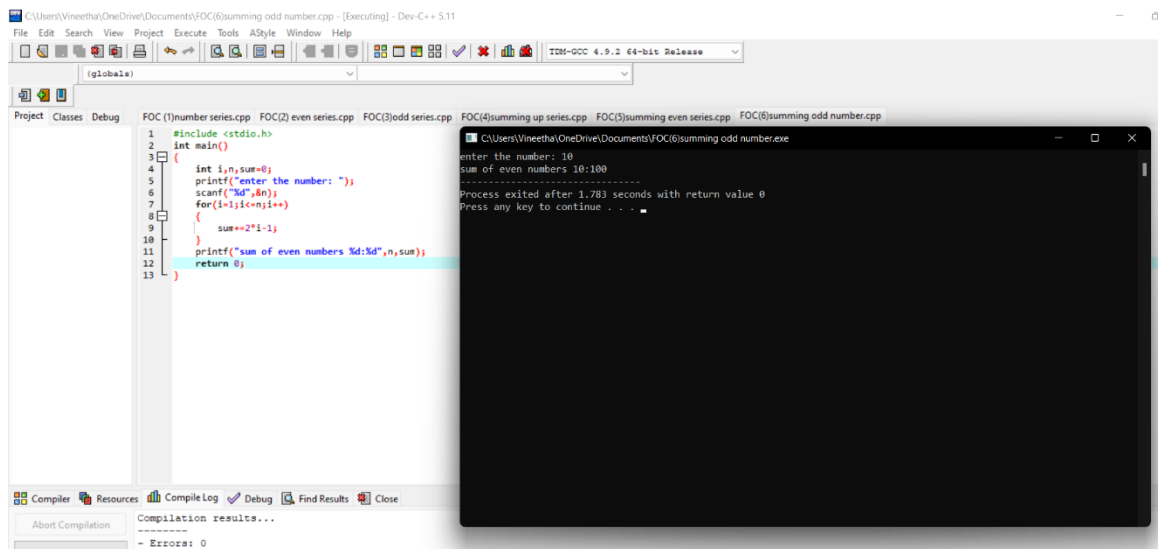 C:\Users\Vineetha\OneDrive\Documents\FOC(6)summing odd number.cpp - [Executing] - Dev-C++ 5.11
File Edit Search View Project Execute Tools AStyle Window Help
TDM-GCC 4.9.2 64-bit Release
(globals)
Project Classes Debug
FOC (1)number series.cpp FOC(2) even series.cpp FOC(3)odd series.cpp FOC(4)summing up series.cpp FOC(5)summing even series.cpp FOC(6)summing odd number.cpp
1 #include <stdio.h>
2 int main()
3 {
4 int i,n,sum=0;
5 printf("enter the number: ");
6 scanf("%d",&n);
7 for(i=1;i<=n;i++)
8 {
9 sum+=2*i-1;
10 }
11 printf("sum of even numbers %d:%d",n,sum);
12 return 0;
13 }
C:\Users\Vineetha\OneDrive\Documents\FOC(6)summing odd number.exe
enter the number: 10
sum of even numbers 10:100
--------------------------------
Process exited after 1.783 seconds with return value 0
Press any key to continue . . .
Compiler Resources Compile Log Debug Find Results Close
Abort Compilation
Compilation results...
--------
- Errors: 0